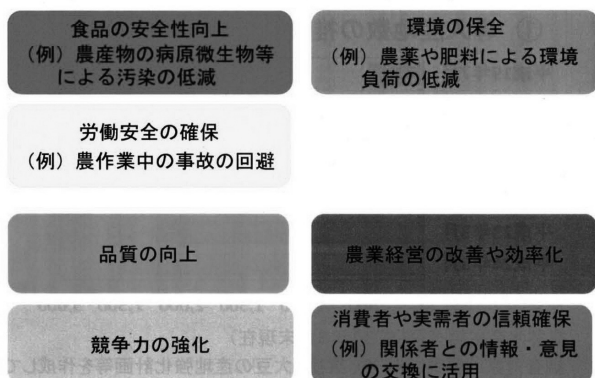 食品の安全性向上
（例）農産物の病原微生物等
による汚染の低減
環境の保全
（例）農薬や肥料による環境
負荷の低減
労働安全の確保
（例）農作業中の事故の回避
品質の向上
農業経営の改善や効率化
競争力の強化
消費者や実需者の信頼確保
（例）関係者との情報・意見
の交換に活用